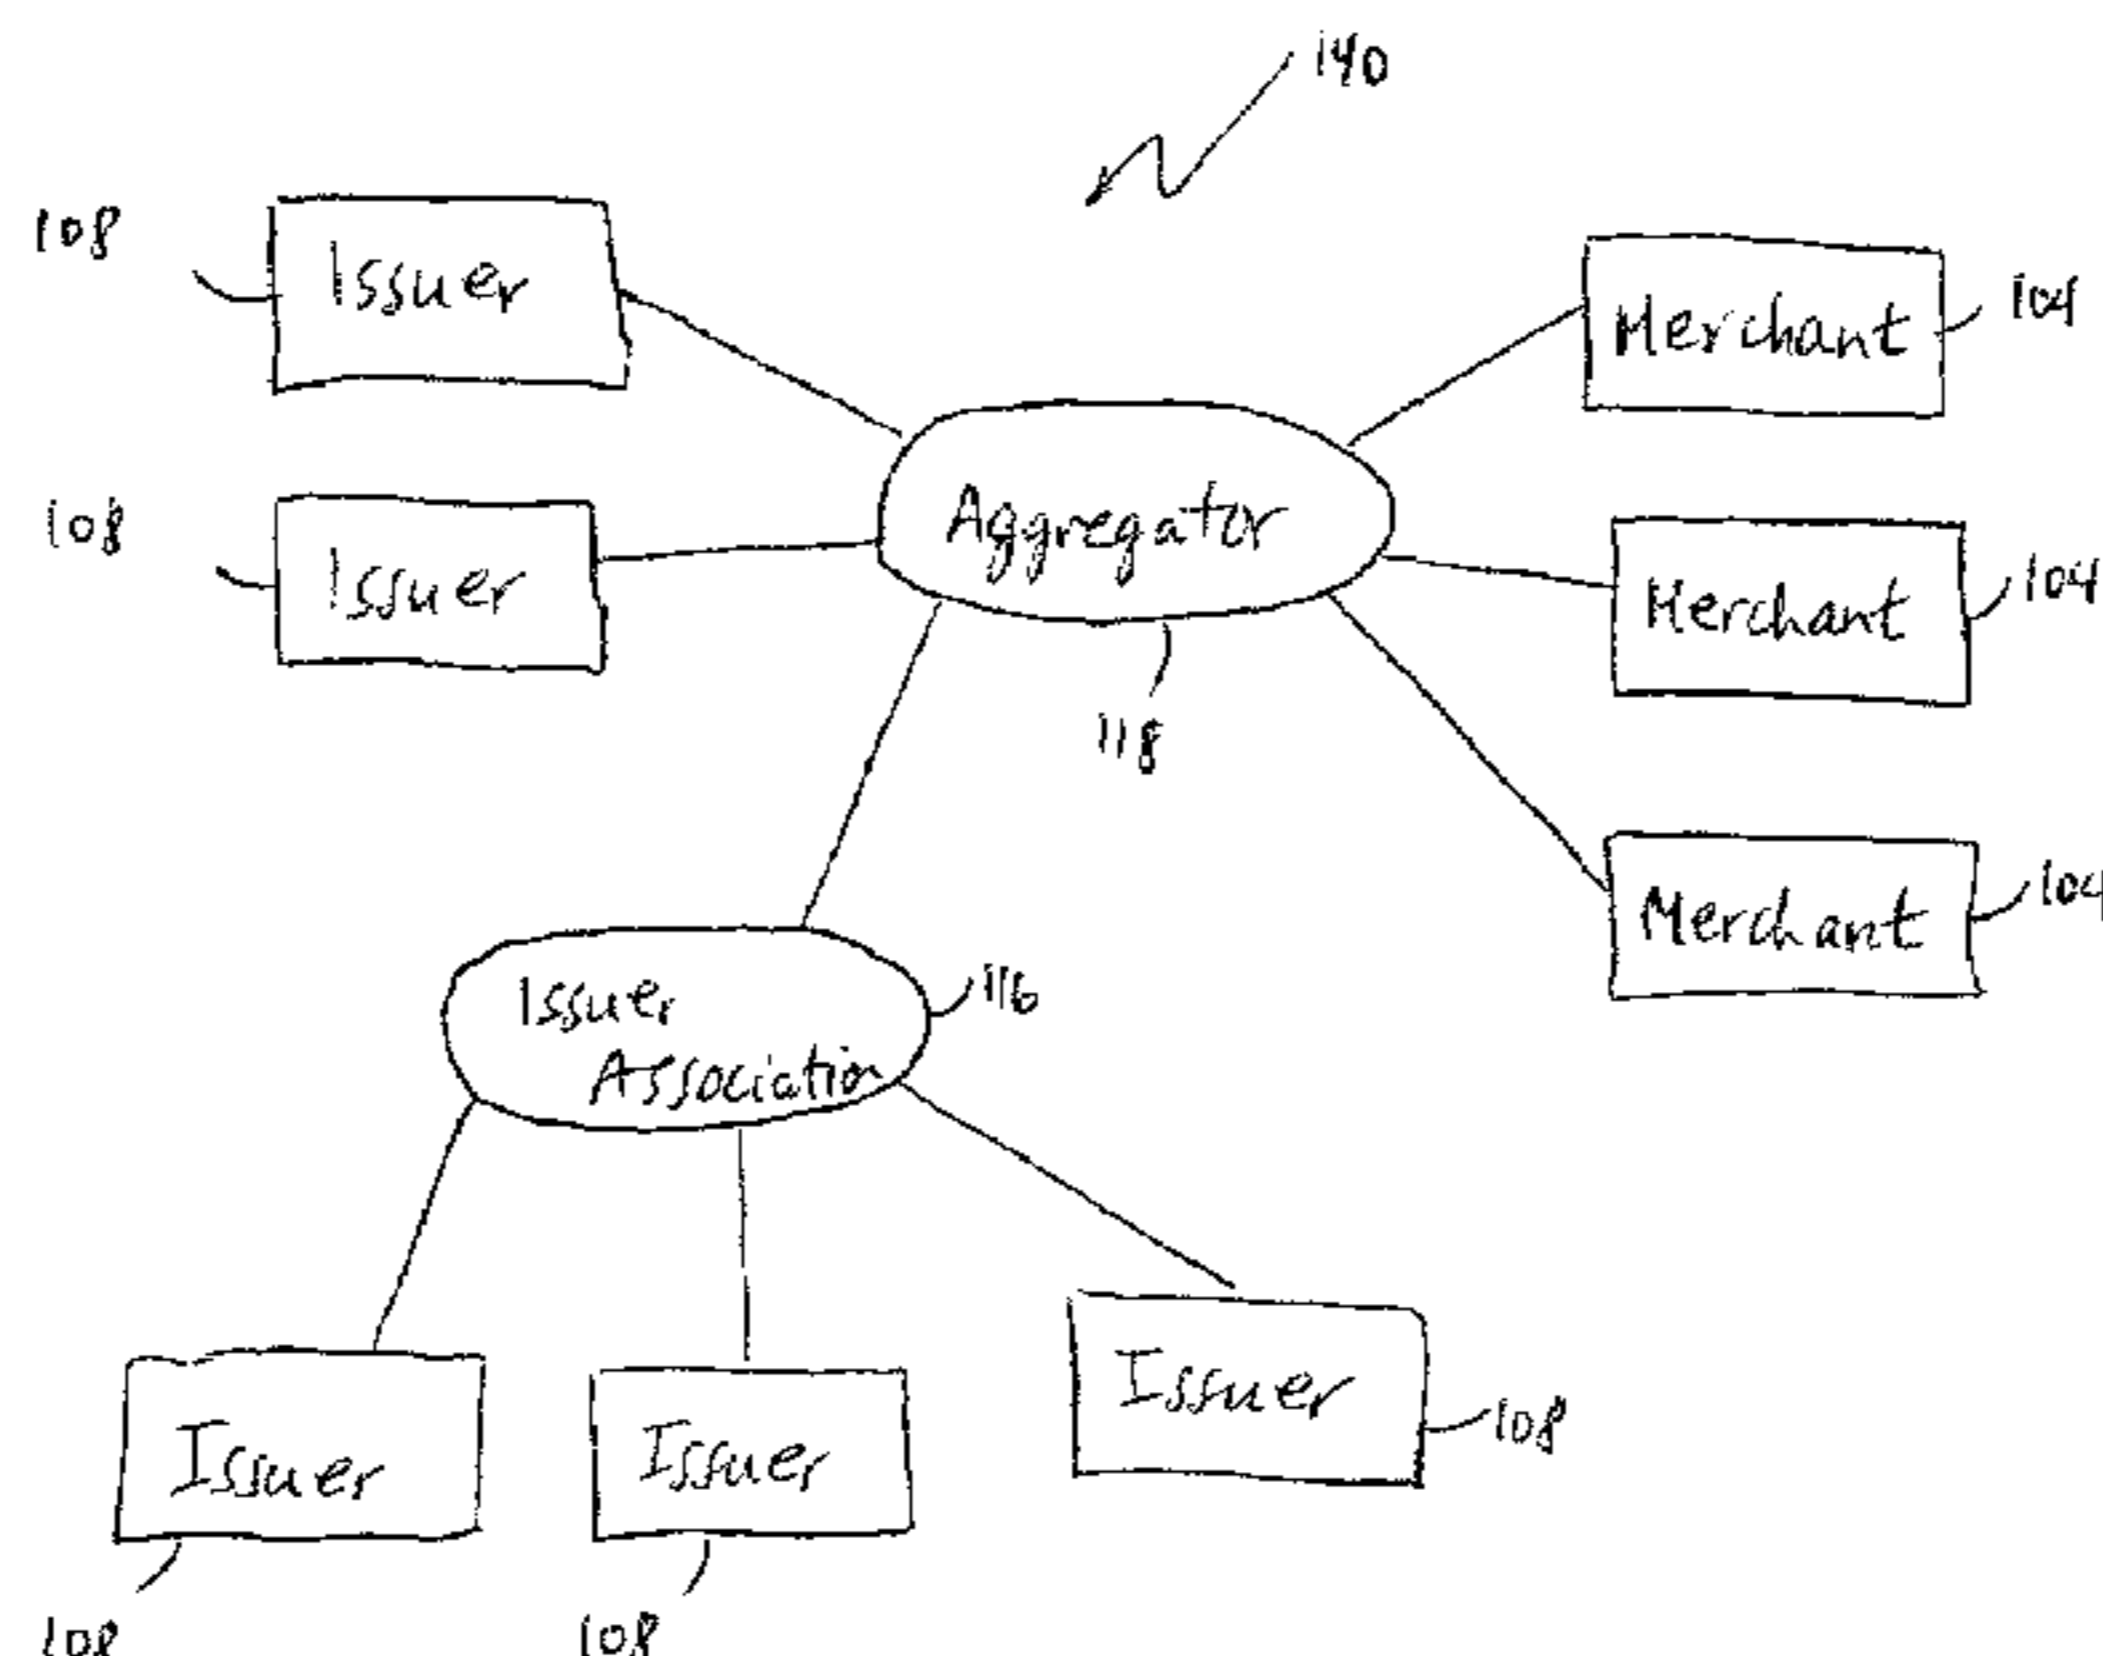 140
108
Issuer
Merchant
104
108
Issuer
Aggregator
Merchant
104
118
Merchant
104
Issuer
Association
116
Issuer
108
Issuer
108
Issuer
108